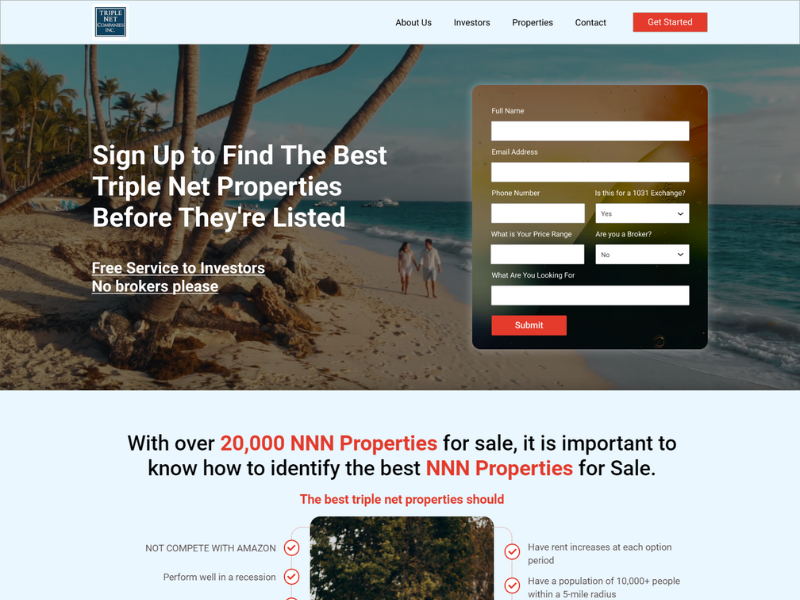 TRIPLE
NET
COMPANIES
INC.
About Us
Investors
Properties
Contact
Get Started
Sign Up to Find The Best
Triple Net Properties
Before They're Listed
Free Service to Investors
No brokers please
Full Name
Email Address
Phone Number
Is this for a 1031 Exchange?
Yes
What is Your Price Range
Are you a Broker?
No
What Are You Looking For
Submit
With over 20,000 NNN Properties for sale, it is important to
know how to identify the best NNN Properties for Sale.
The best triple net properties should
NOT COMPETE WITH AMAZON
Perform well in a recession
Have rent increases at each option
period
Have a population of 10,000+ people
within a 5-mile radius